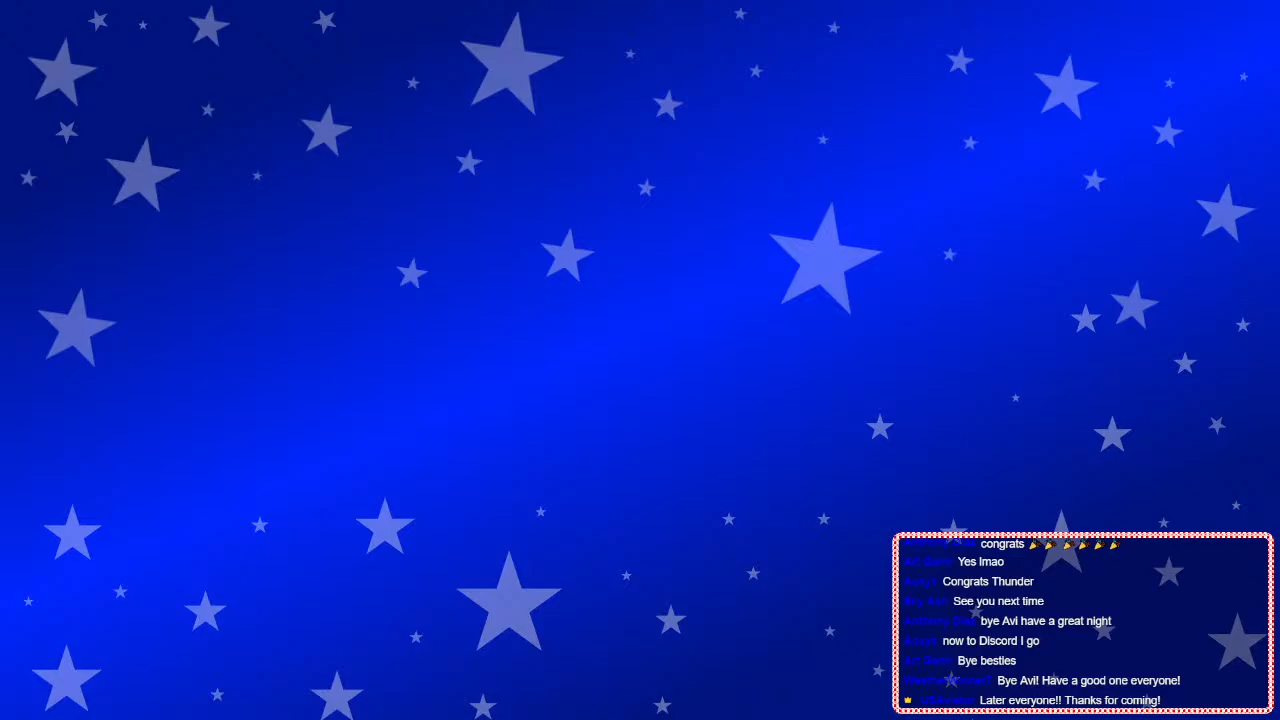 congrats 🎉 🎉 🎉 🎉 🎉 🎉
Yes lmao
Congrats Thunder
See you next time
bye Avi have a great night
now to Discord I go
Bye besties
Bye Avi! Have a good one everyone!
Later everyone!! Thanks for coming!